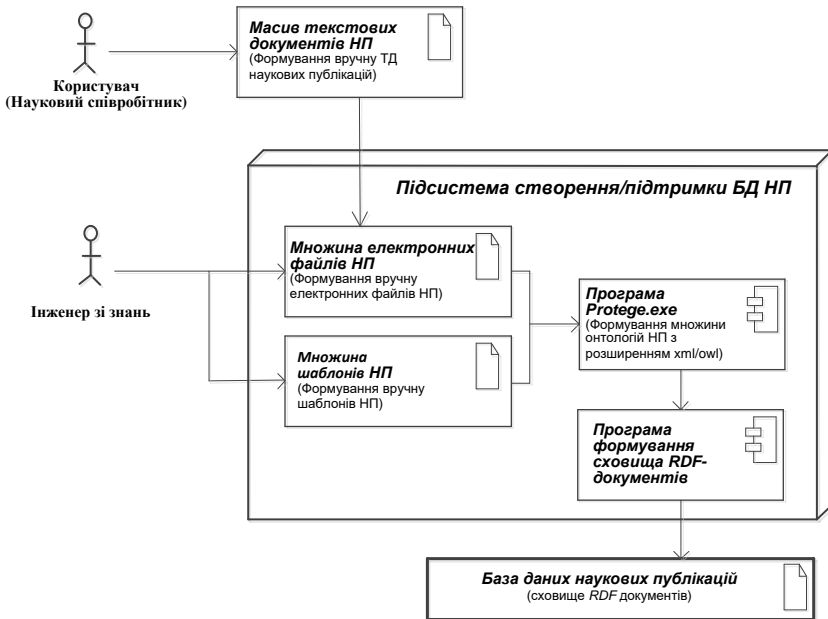 Масив текстових
документів НП
(Формування вручну ТД
наукових публікацій)
Користувач
(Науковий співробітник)
Підсистема створення/підтримки БД НП
Множина електронних
файлів НП
(Формування вручну
електронних файлів НП)
Інженер зі знань
Програма
Protege.exe
(Формування множини
онтологій НП з
розширенням xml/owl)
Множина
шаблонів НП
(Формування вручну
шаблонів НП)
Програма
формування
сховища RDF-
документів
База даних наукових публікацій
(сховище RDF документів)